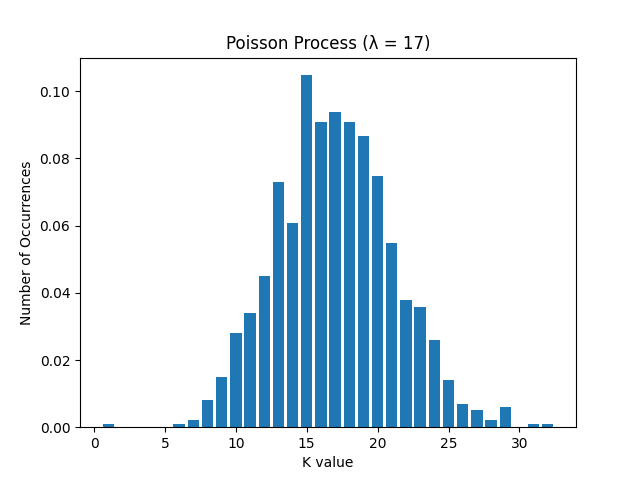 Poisson Process (λ = 17)
Number of Occurrences
0.10
0.08
0.06
0.04
0.02
0.00
0 5 10 15 20 25 30
K value